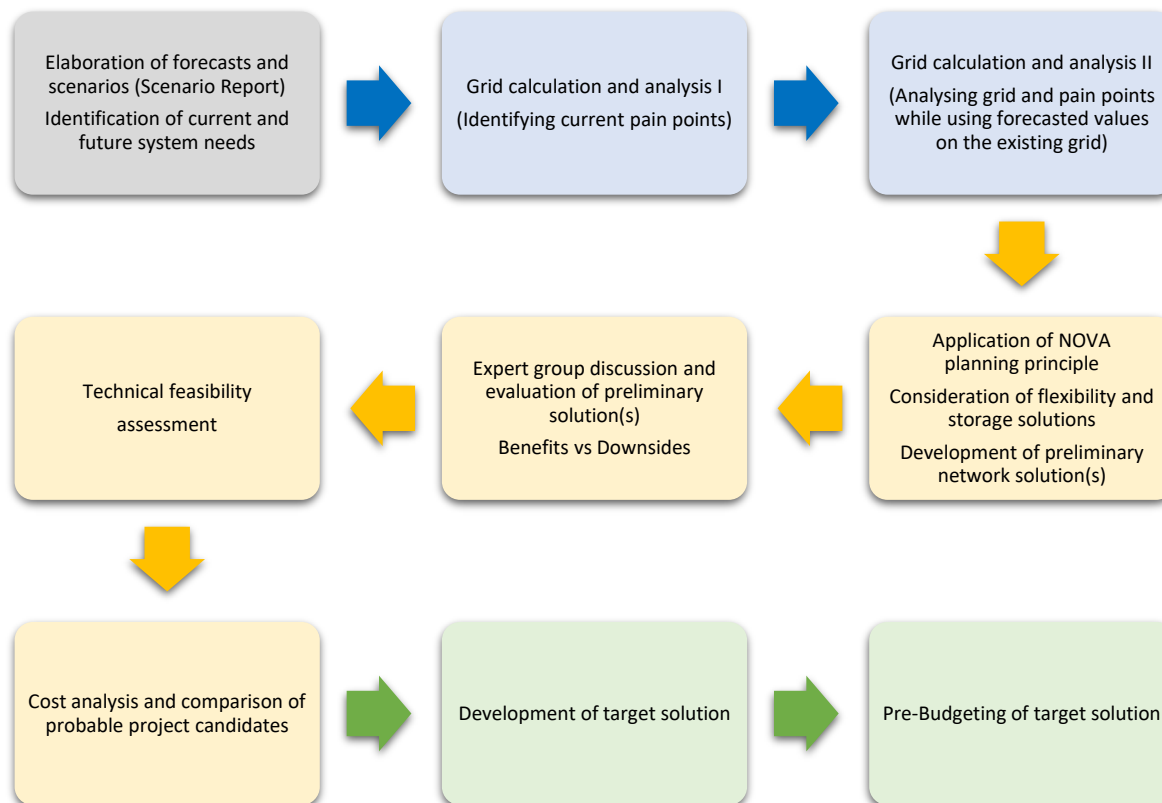 Elaboration of forecasts and
scenarios (Scenario Report)
Identification of current and
future system needs
Grid calculation and analysis I
(Identifying current pain points)
Grid calculation and analysis II
(Analysing grid and pain points
while using forecasted values
on the existing grid)
Application of NOVA
planning principle
Consideration of flexibility and
storage solutions
Development of preliminary
network solution(s)
Expert group discussion and
evaluation of preliminary
solution(s)
Benefits vs Downsides
Technical feasibility
assessment
Cost analysis and comparison of
probable project candidates
Development of target solution
Pre-Budgeting of target solution